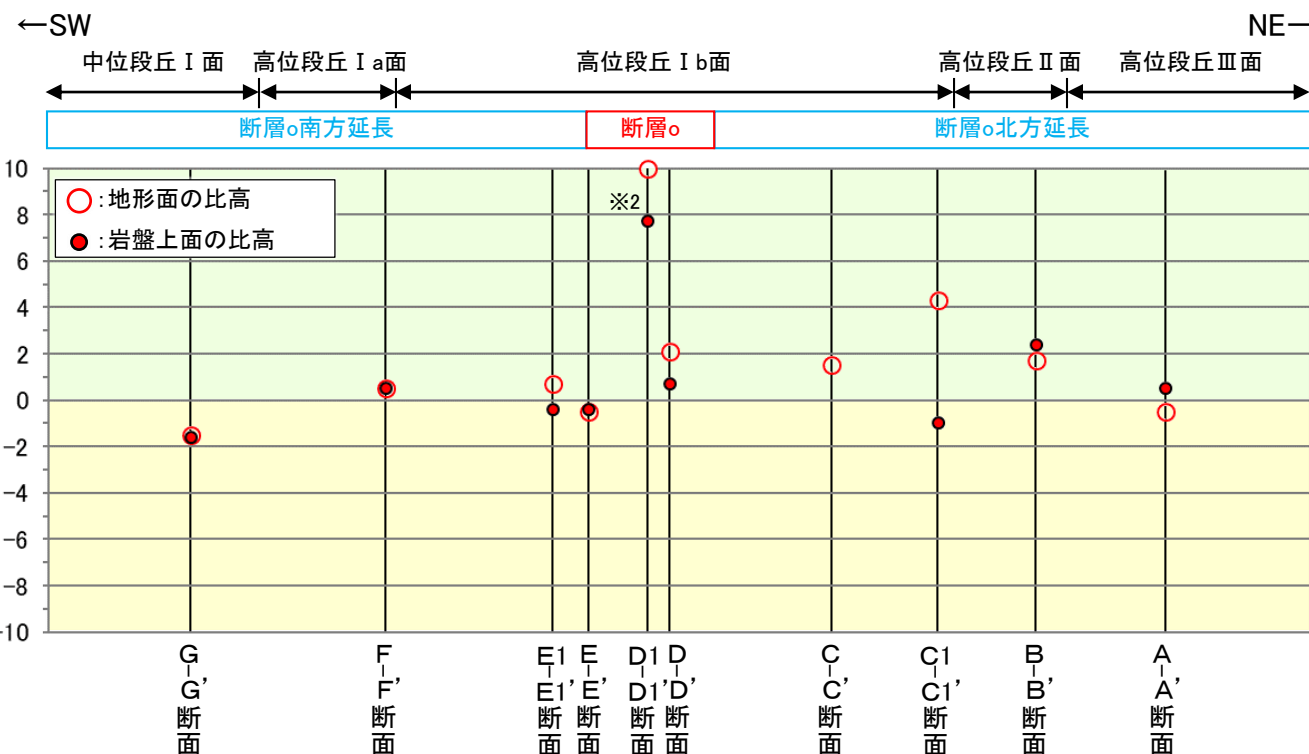 ←SW
NE─
中位段丘Ⅰ面
高位段丘Ⅰa面
高位段丘Ⅰb面
高位段丘Ⅱ面
高位段丘Ⅲ面
断層o南方延長
断層o
断層o北方延長
○:地形面の比高
●:岩盤上面の比高
※2
10
8
6
4
2
0
-2
-4
-6
-8
-10
G-G’断面
F-F’断面
E1-E1’断面
E-E’断面
D1-D1’断面
D-D’断面
C-C’断面
C1-C1’断面
B-B’断面
A-A’断面